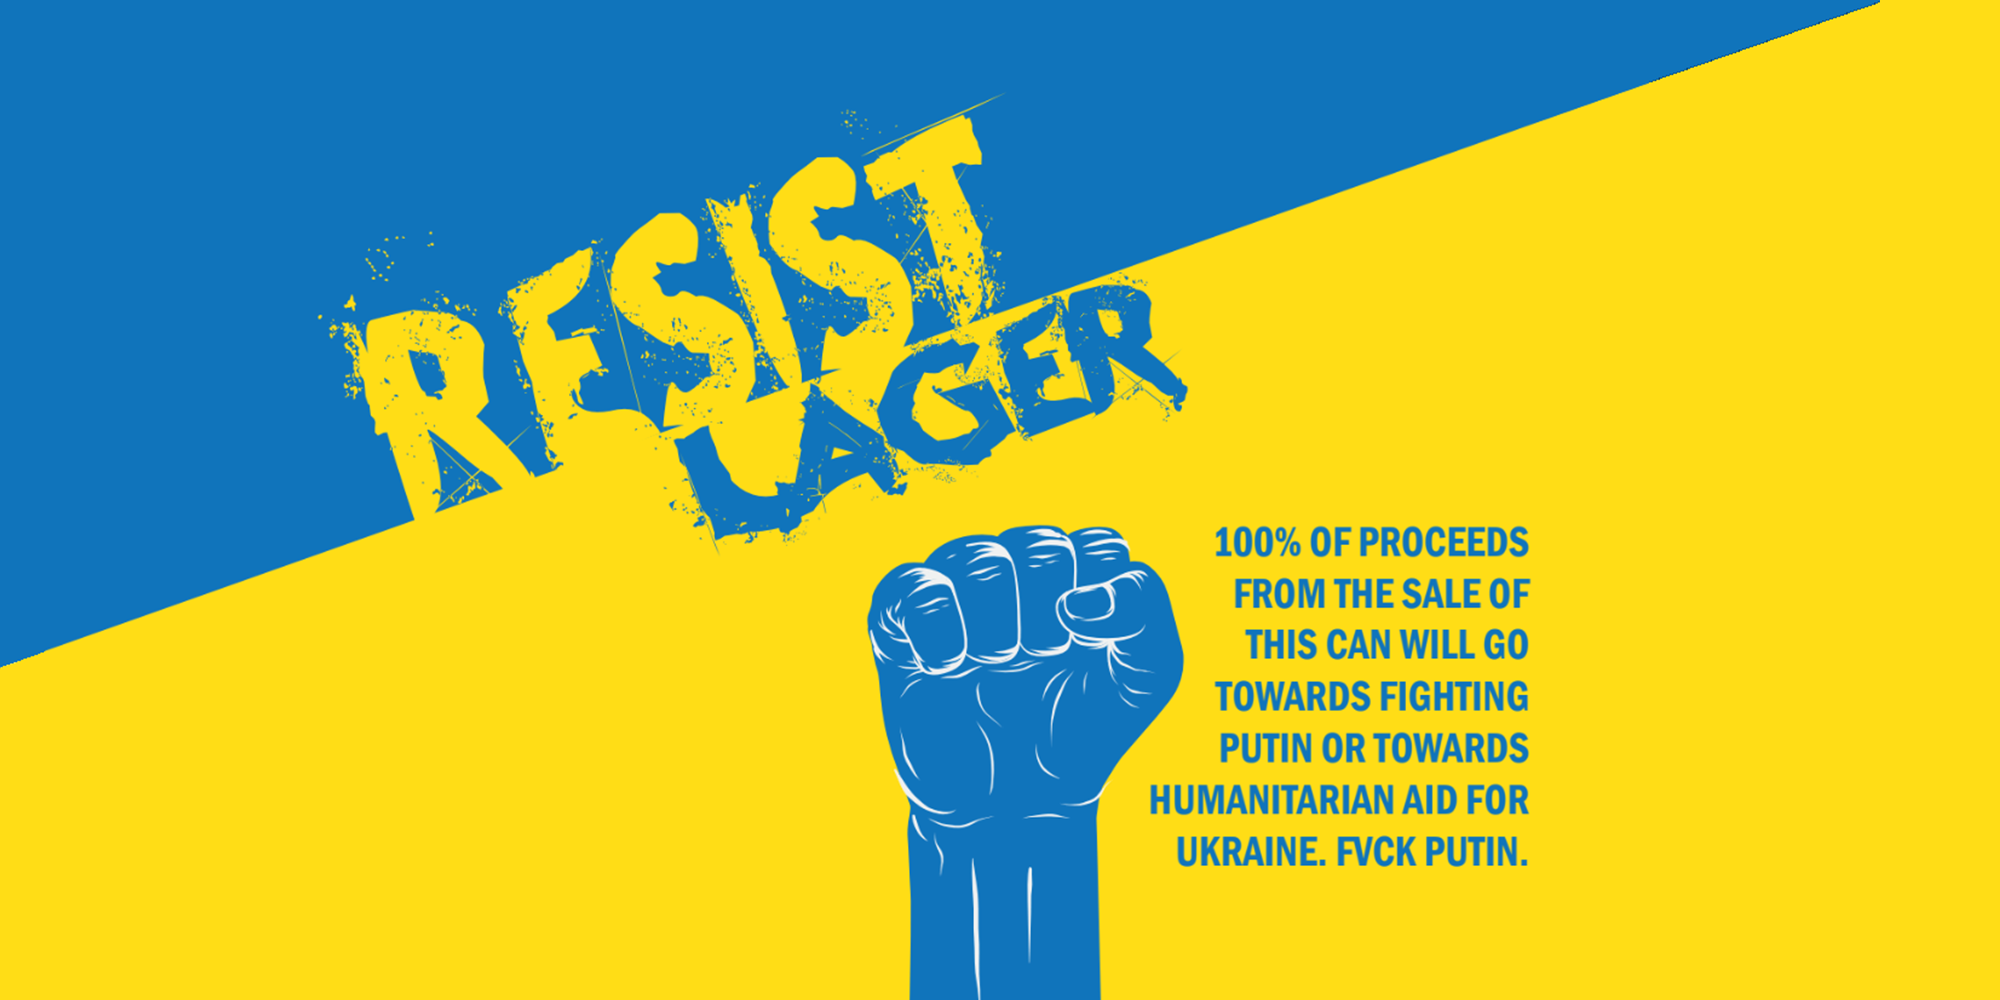 RESIST
LAGER
100% OF PROCEEDS
FROM THE SALE OF
THIS CAN WILL GO
TOWARDS FIGHTING
PUTIN OR TOWARDS
HUMANITARIAN AID FOR
UKRAINE. FVCK PUTIN.